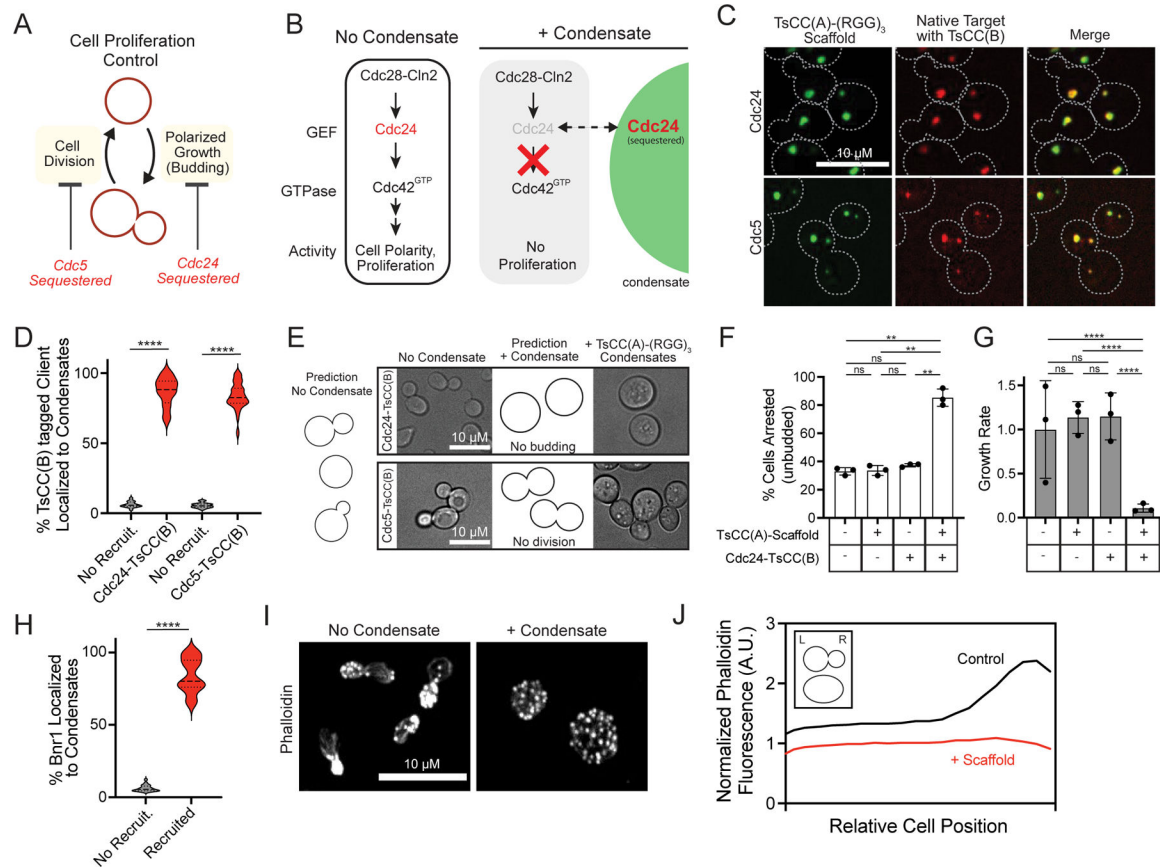 A
Cell Proliferation
Control
Cell
Division
Polarized
Growth
(Budding)
Cdc5
Sequestered
Cdc24
Sequestered
B
No Condensate
+ Condensate
Cdc28-Cln2
Cdc28-Cln2
GEF
Cdc24
Cdc24
Cdc24
(sequestered)
GTPase
Cdc42GTP
Cdc42GTP
Activity
Cell Polarity,
Proliferation
No
Proliferation
condensate
C
TsCC(A)-(RGG)3
Scaffold
Native Target
with TsCC(B)
Merge
Cdc24
10 µM
Cdc5
D
% TsCC(B) tagged Client
Localized to Condensates
100
50
0
****
****
No Recruit.
Cdc24-TsCC(B)
No Recruit.
Cdc5-TsCC(B)
E
Prediction
No Condensate
No Condensate
Prediction
+ Condensate
+ TsCC(A)-(RGG)3
Condensates
Cdc24-TsCC(B)
10 µM
No budding
Cdc5-TsCC(B)
10 µM
No division
F
% Cells Arrested
(unbudded)
100
80
60
40
20
0
**
**
ns
ns
ns
**
TsCC(A)-Scaffold
- + - +
Cdc24-TsCC(B)
- - + +
G
Growth Rate
1.5
1.0
0.5
0.0
****
****
ns
ns
ns
****
- + - +
- - + +
H
% Bnr1 Localized
to Condensates
100
50
0
****
No Recruit.
Recruited
I
No Condensate
+ Condensate
Phalloidin
10 µM
J
Normalized Phalloidin
Fluorescence (A.U.)
3
2
1
0
L R
Control
+ Scaffold
Relative Cell Position